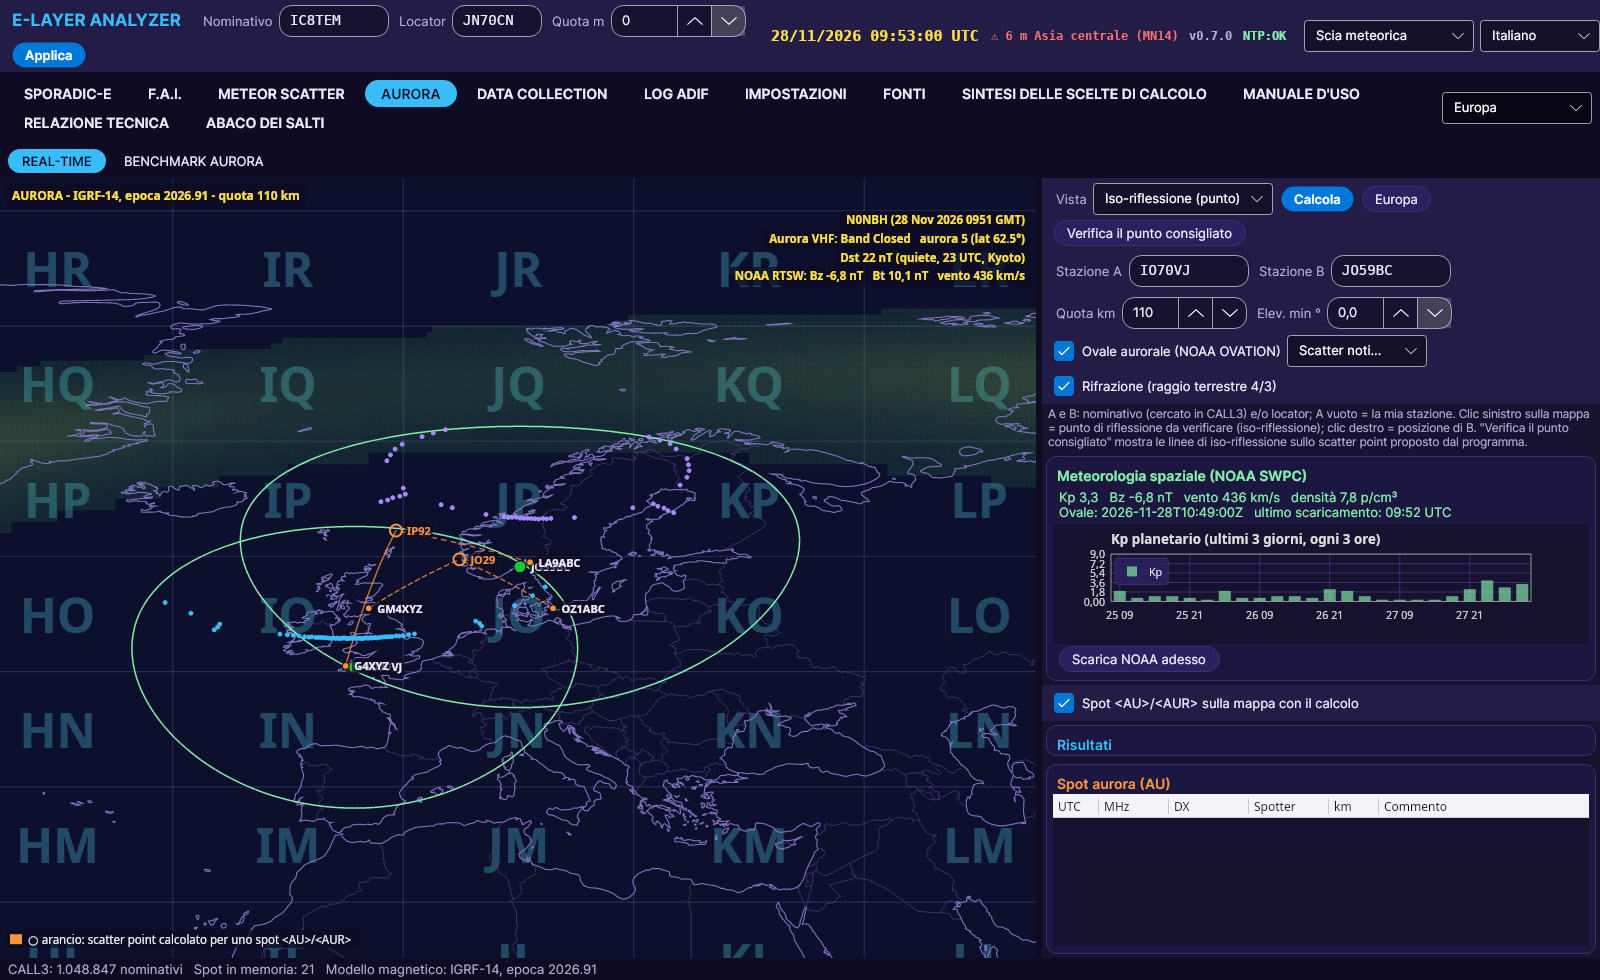 E-LAYER ANALYZER
Nominativo IC8TEM Locator JN70CN Quota m 0
28/11/2026 09:53:00 UTC ⚠ 6 m Asia centrale (MN14) v0.7.0 NTP:OK
Scia meteorica Italiano
Applica
SPORADIC-E F.A.I. METEOR SCATTER AURORA DATA COLLECTION LOG ADIF IMPOSTAZIONI FONTI SINTESI DELLE SCELTE DI CALCOLO MANUALE D'USO
RELAZIONE TECNICA ABACO DEI SALTI
Europa
REAL-TIME BENCHMARK AURORA
AURORA - IGRF-14, epoca 2026.91 - quota 110 km
N0NBH (28 Nov 2026 0951 GMT)
Aurora VHF: Band Closed aurora 5 (lat 62.5°)
Dst 22 nT (quiete, 23 UTC, Kyoto)
NOAA RTSW: Bz -6,8 nT Bt 10,1 nT vento 436 km/s
HR IR JR KR LR
HQ IQ JQ KQ LQ
HP IP JP KP LP
IP92
JO29
LA9ABC
GM4XYZ
OZ1ABC
HO IO JO KO LO
G4XYZ VJ
HN IN JN KN LN
HM IM JM KM LM
arancio: scatter point calcolato per uno spot <AU>/<AUR>
CALL3: 1.048.847 nominativi Spot in memoria: 21 Modello magnetico: IGRF-14, epoca 2026.91
Vista Iso-riflessione (punto) Calcola Europa
Verifica il punto consigliato
Stazione A IO70VJ Stazione B JO59BC
Quota km 110 Elev. min ° 0,0
Ovale aurorale (NOAA OVATION) Scatter noti...
Rifrazione (raggio terrestre 4/3)
A e B: nominativo (cercato in CALL3) e/o locator; A vuoto = la mia stazione. Clic sinistro sulla mappa
= punto di riflessione da verificare (iso-riflessione); clic destro = posizione di B. "Verifica il punto
consigliato" mostra le linee di iso-riflessione sullo scatter point proposto dal programma.
Meteorologia spaziale (NOAA SWPC)
Kp 3,3 Bz -6,8 nT vento 436 km/s densità 7,8 p/cm³
Ovale: 2026-11-28T10:49:00Z ultimo scaricamento: 09:52 UTC
Kp planetario (ultimi 3 giorni, ogni 3 ore)
9,0
7,2
5,4
3,6
1,8
0,00
Kp
25 09 25 21 26 09 26 21 27 09 27 21
Scarica NOAA adesso
Spot <AU>/<AUR> sulla mappa con il calcolo
Risultati
Spot aurora (AU)
UTC MHz DX Spotter km Commento